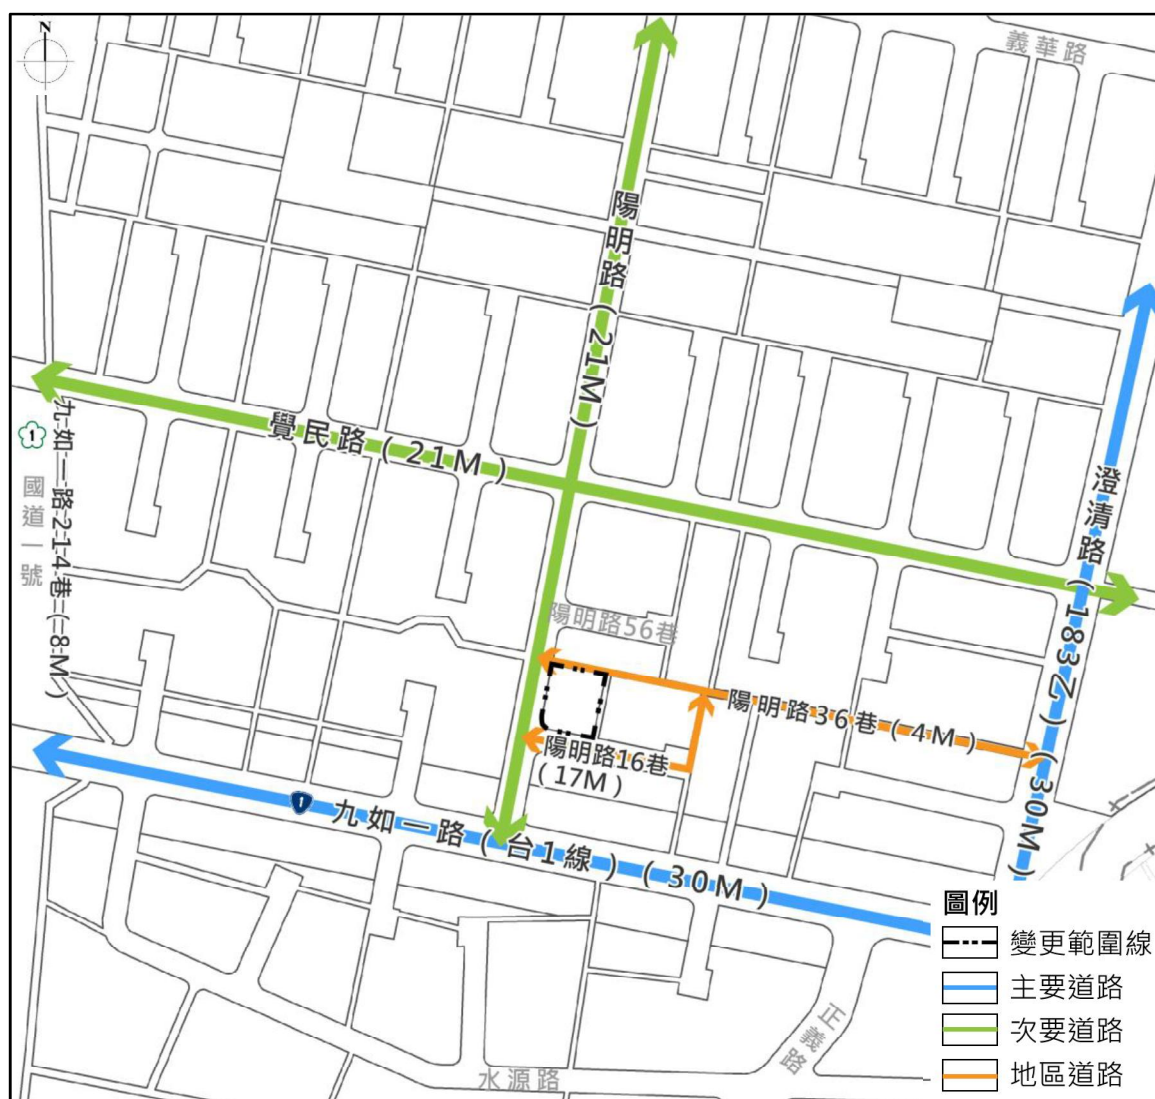 N
義華路
陽明路(21M)
覺民路(21M)
1
國道一號
九如一路214巷(8M)
澄清路(183乙)(30M)
陽明路56巷
陽明路36巷(4M)
陽明路16巷
(17M)
1
九如一路(台1線)(30M)
正義路
水源路
圖例
變更範圍線
主要道路
次要道路
地區道路